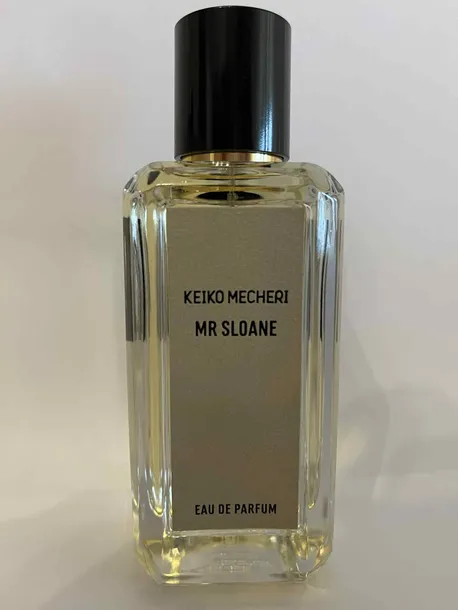 KEIKO MECHERI
MR SLOANE
EAU DE PARFUM